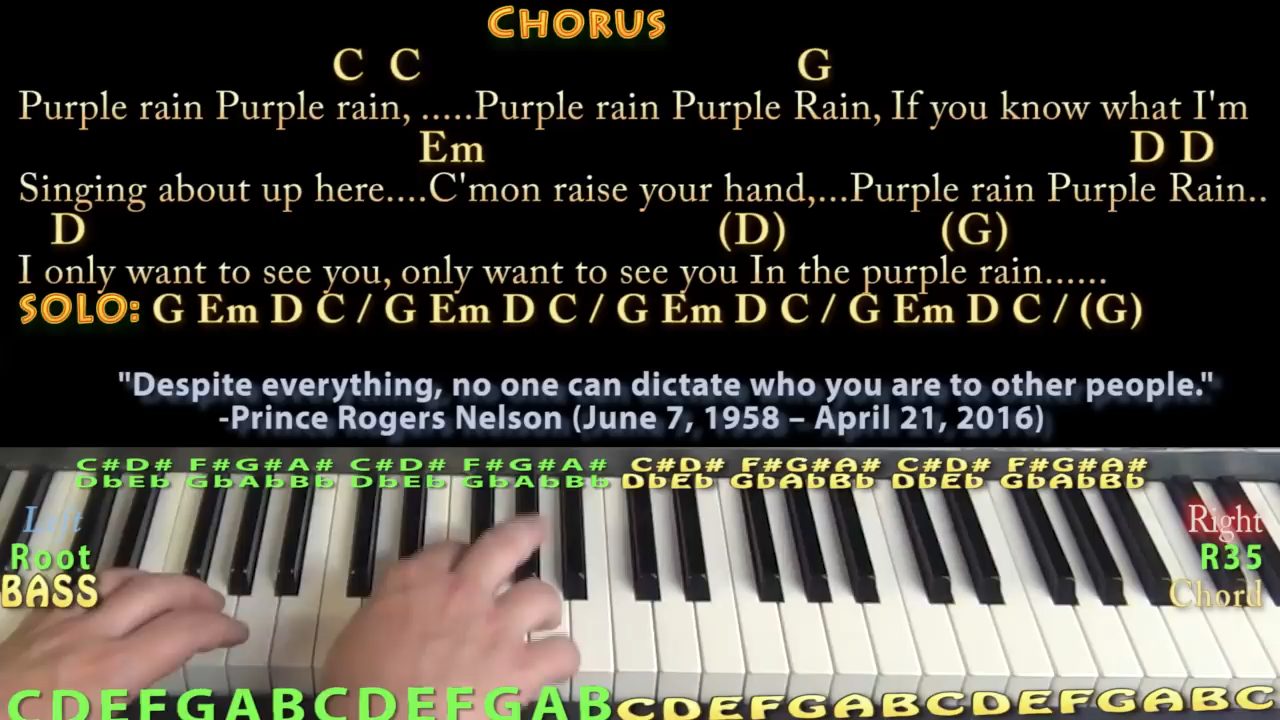 CHORUS
C C G
Purple rain Purple rain, .....Purple rain Purple Rain, If you know what I'm
Em D D
Singing about up here....C'mon raise your hand,...Purple rain Purple Rain..
D (D) (G)
I only want to see you, only want to see you In the purple rain......
SOLO: G Em D C / G Em D C / G Em D C / G Em D C / (G)
"Despite everything, no one can dictate who you are to other people."
-Prince Rogers Nelson (June 7, 1958 – April 21, 2016)
C#D# F#G#A# C#D# F#G#A# C#D# F#G#A# C#D# F#G#A#
DbEb GbAbBb DbEb GbAbBb DbEb GbAbBb DbEb GbAbBb
Left Right
Root R35
BASS Chord
CDEFGABCDEFGABCDEFGABCDEFGABC